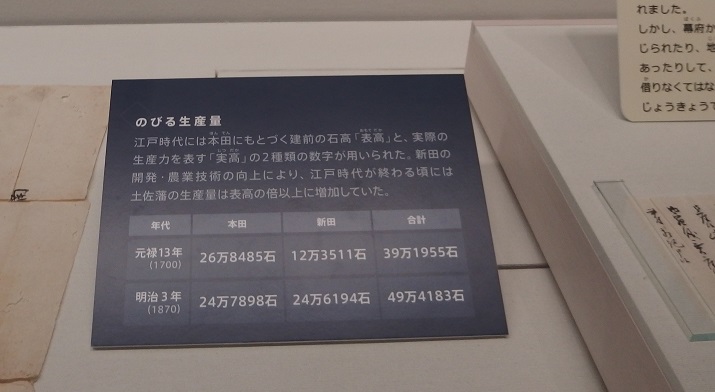 のびる生産量
江戸時代には本田にもとづく建前の石高「表高」と、実際の
生産力を表す「実高」の2種類の数字が用いられた。新田の
開発・農業技術の向上により、江戸時代が終わる頃には
土佐藩の生産量は表高の倍以上に増加していた。
年代 本田 新田 合計
元禄13年 26万8485石 12万3511石 39万1955石
(1700)
明治3年 24万7898石 24万6194石 49万4183石
(1870)
れました。
しかし、幕府か
じられたり、地
あったりして、
借りなくてはな
じょうきょうて